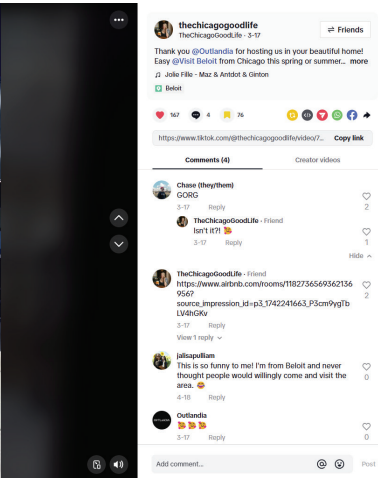 thechicagogoodlife
TheChicagoGoodLife · 3-17
Friends
Thank you @Outlandia for hosting us in your beautiful home!
Easy @Visit Beloit from Chicago this spring or summer... more
Jolie Fille - Maz & Antdot & Ginton
Beloit
167
4
76
https://www.tiktok.com/@thechicagogoodlife/video/7...
Copy link
Comments (4)
Creator videos
Chase (they/them)
GORG
3-17 Reply
2
TheChicagoGoodLife · Friend
Isn't it?!
3-17 Reply
1
Hide
TheChicagoGoodLife · Friend
https://www.airbnb.com/rooms/1182736569362136
956?
source_impression_id=p3_1742241663_P3cm9ygTb
LV4hGKv
2
3-17 Reply
View 1 reply
jalisapulliam
This is so funny to me! I'm from Beloit and never
thought people would willingly come and visit the
area.
0
4-18 Reply
Outlandia
3-17 Reply
0
Add comment...
Post